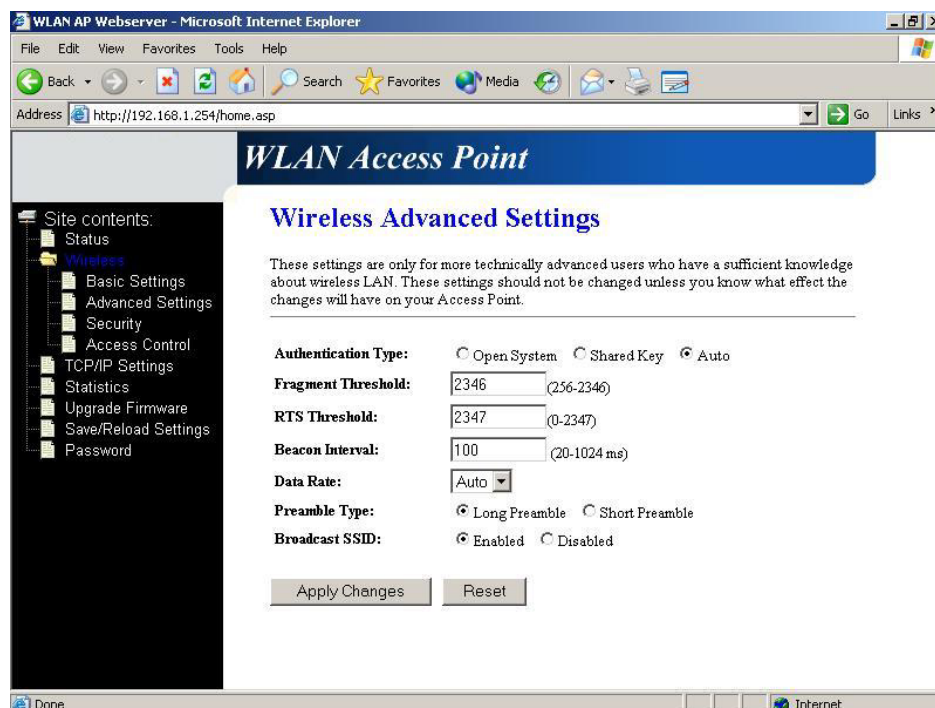 WLAN AP Webserver - Microsoft Internet Explorer
File Edit View Favorites Tools Help
Back Search Favorites Media
Address http://192.168.1.254/home.asp Go Links
WLAN Access Point
Site contents:
Status
Wireless
Basic Settings
Advanced Settings
Security
Access Control
TCP/IP Settings
Statistics
Upgrade Firmware
Save/Reload Settings
Password
Wireless Advanced Settings
These settings are only for more technically advanced users who have a sufficient knowledge
about wireless LAN. These settings should not be changed unless you know what effect the
changes will have on your Access Point.
Authentication Type: Open System Shared Key Auto
Fragment Threshold: 2346 (256-2346)
RTS Threshold: 2347 (0-2347)
Beacon Interval: 100 (20-1024 ms)
Data Rate: Auto
Preamble Type: Long Preamble Short Preamble
Broadcast SSID: Enabled Disabled
Apply Changes Reset
Done Internet